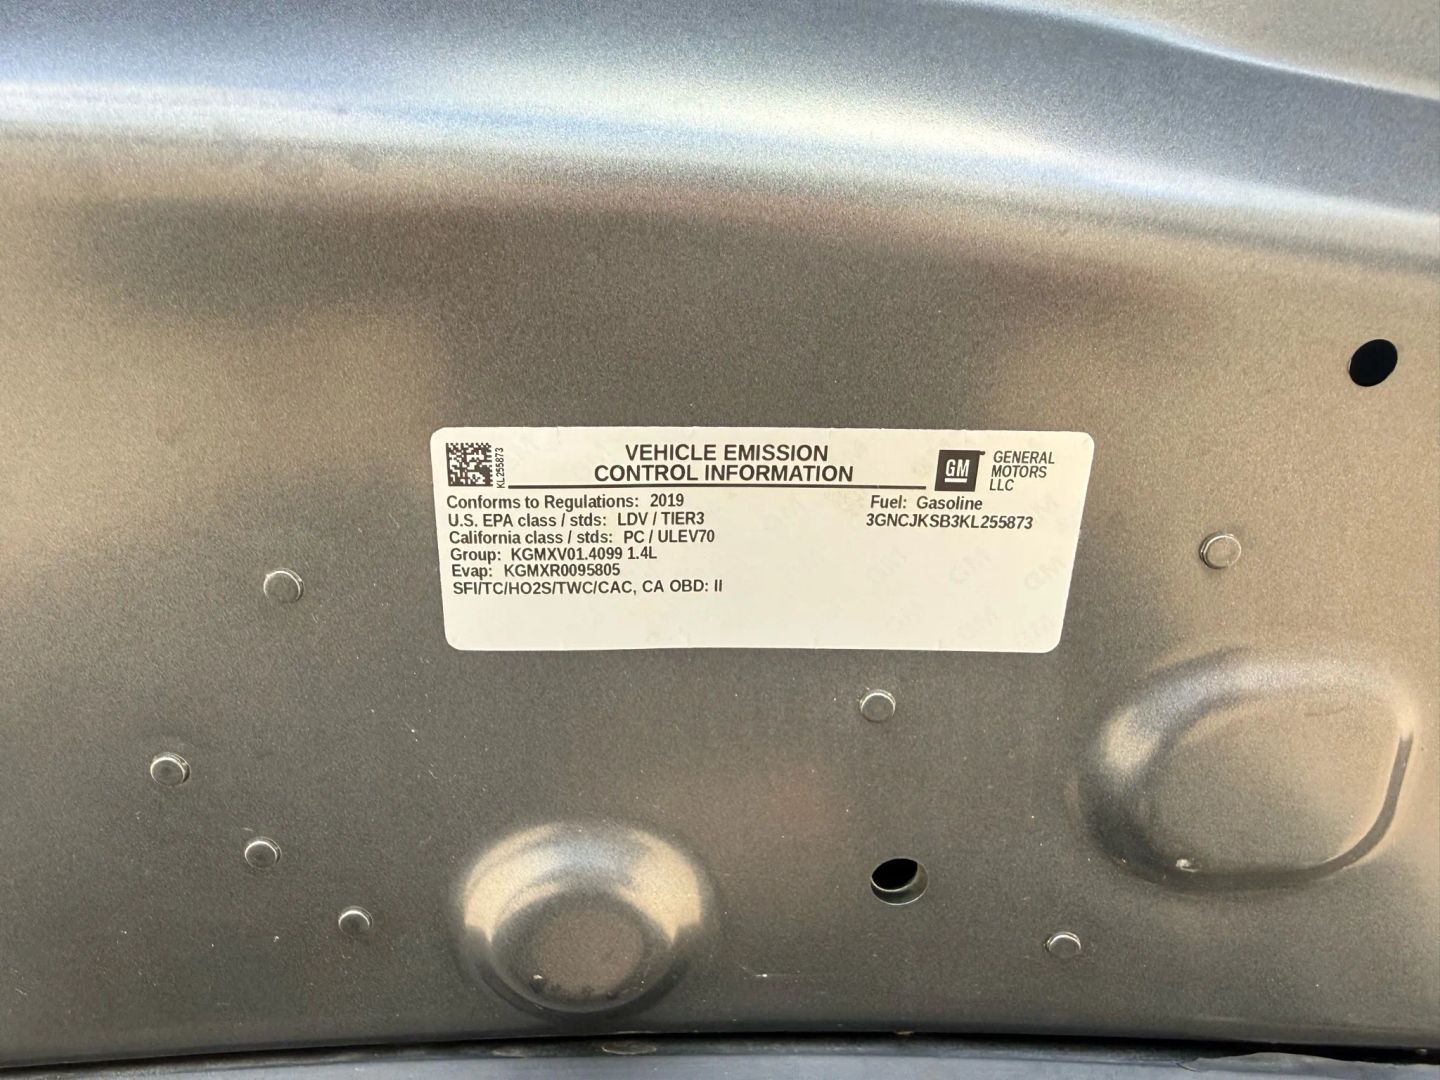 KL255873
VEHICLE EMISSION
CONTROL INFORMATION
GM
GENERAL
MOTORS
LLC
Conforms to Regulations: 2019
U.S. EPA class / stds: LDV / TIER3
California class / stds: PC / ULEV70
Group: KGMXV01.4099 1.4L
Evap: KGMXR0095805
SFI/TC/HO2S/TWC/CAC, CA OBD: II
Fuel: Gasoline
3GNCJKSB3KL255873